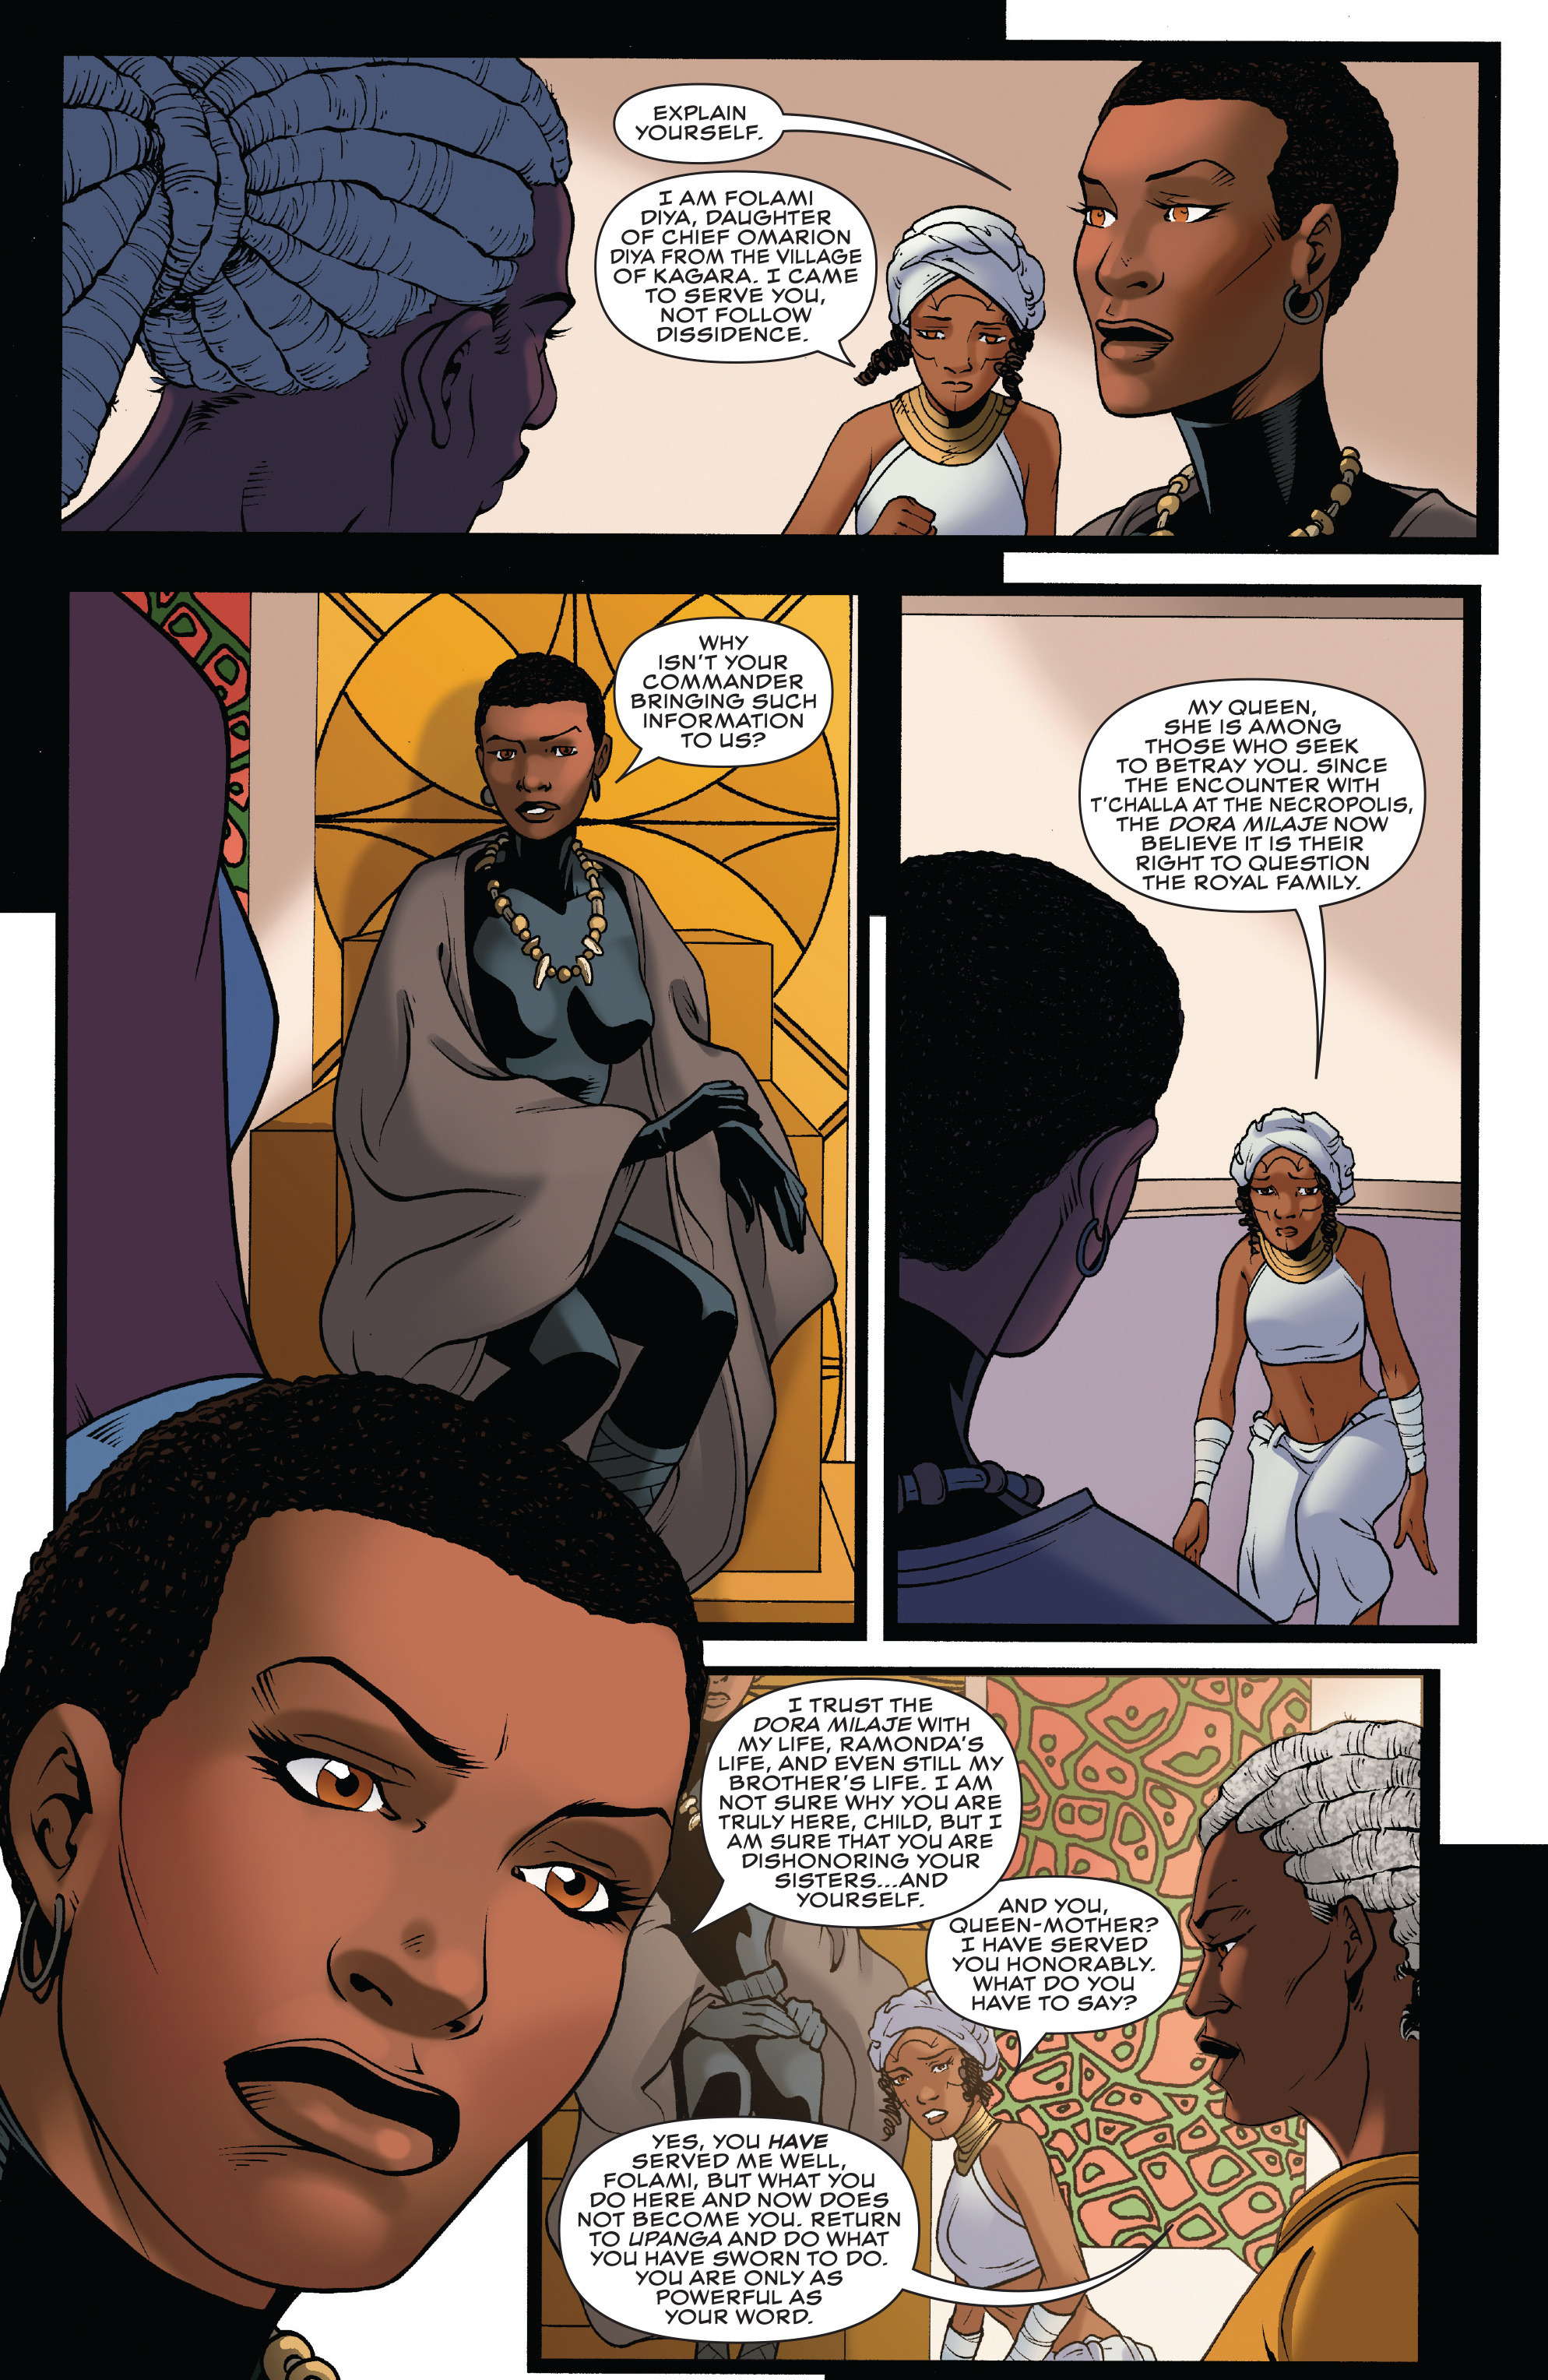 EXPLAIN
YOURSELF.
I AM FOLAMI
DIYA, DAUGHTER
OF CHIEF OMARION
DIYA FROM THE VILLAGE
OF KAGARA. I CAME
TO SERVE YOU,
NOT FOLLOW
DISSIDENCE.
WHY
ISN'T YOUR
COMMANDER
BRINGING SUCH
INFORMATION
TO US?
MY QUEEN,
SHE IS AMONG
THOSE WHO SEEK
TO BETRAY YOU. SINCE
THE ENCOUNTER WITH
T'CHALLA AT THE NECROPOLIS,
THE DORA MILAJE NOW
BELIEVE IT IS THEIR
RIGHT TO QUESTION
THE ROYAL FAMILY.
I TRUST THE
DORA MILAJE WITH
MY LIFE, RAMONDA'S
LIFE, AND EVEN STILL MY
BROTHER'S LIFE. I AM
NOT SURE WHY YOU ARE
TRULY HERE, CHILD, BUT I
AM SURE THAT YOU ARE
DISHONORING YOUR
SISTERS...AND
YOURSELF.
AND YOU,
QUEEN-MOTHER?
I HAVE SERVED
YOU HONORABLY.
WHAT DO YOU
HAVE TO SAY?
YES, YOU HAVE
SERVED ME WELL,
FOLAMI, BUT WHAT YOU
DO HERE AND NOW DOES
NOT BECOME YOU. RETURN
TO UPANGA AND DO WHAT
YOU HAVE SWORN TO DO.
YOU ARE ONLY AS
POWERFUL AS
YOUR WORD.